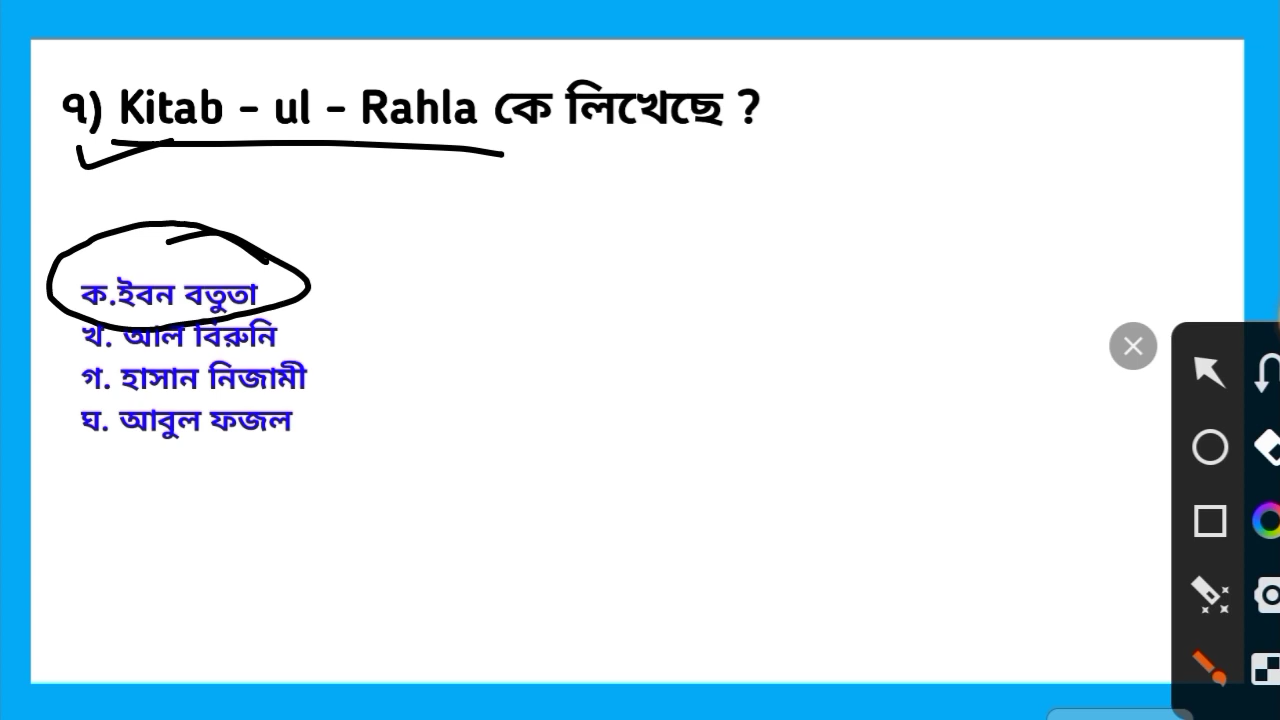 ৭) Kitab - ul - Rahla কে লিখেছে ?
ক.ইবন বতুতা
খ. আল বিরুনি
গ. হাসান নিজামী
ঘ. আবুল ফজল